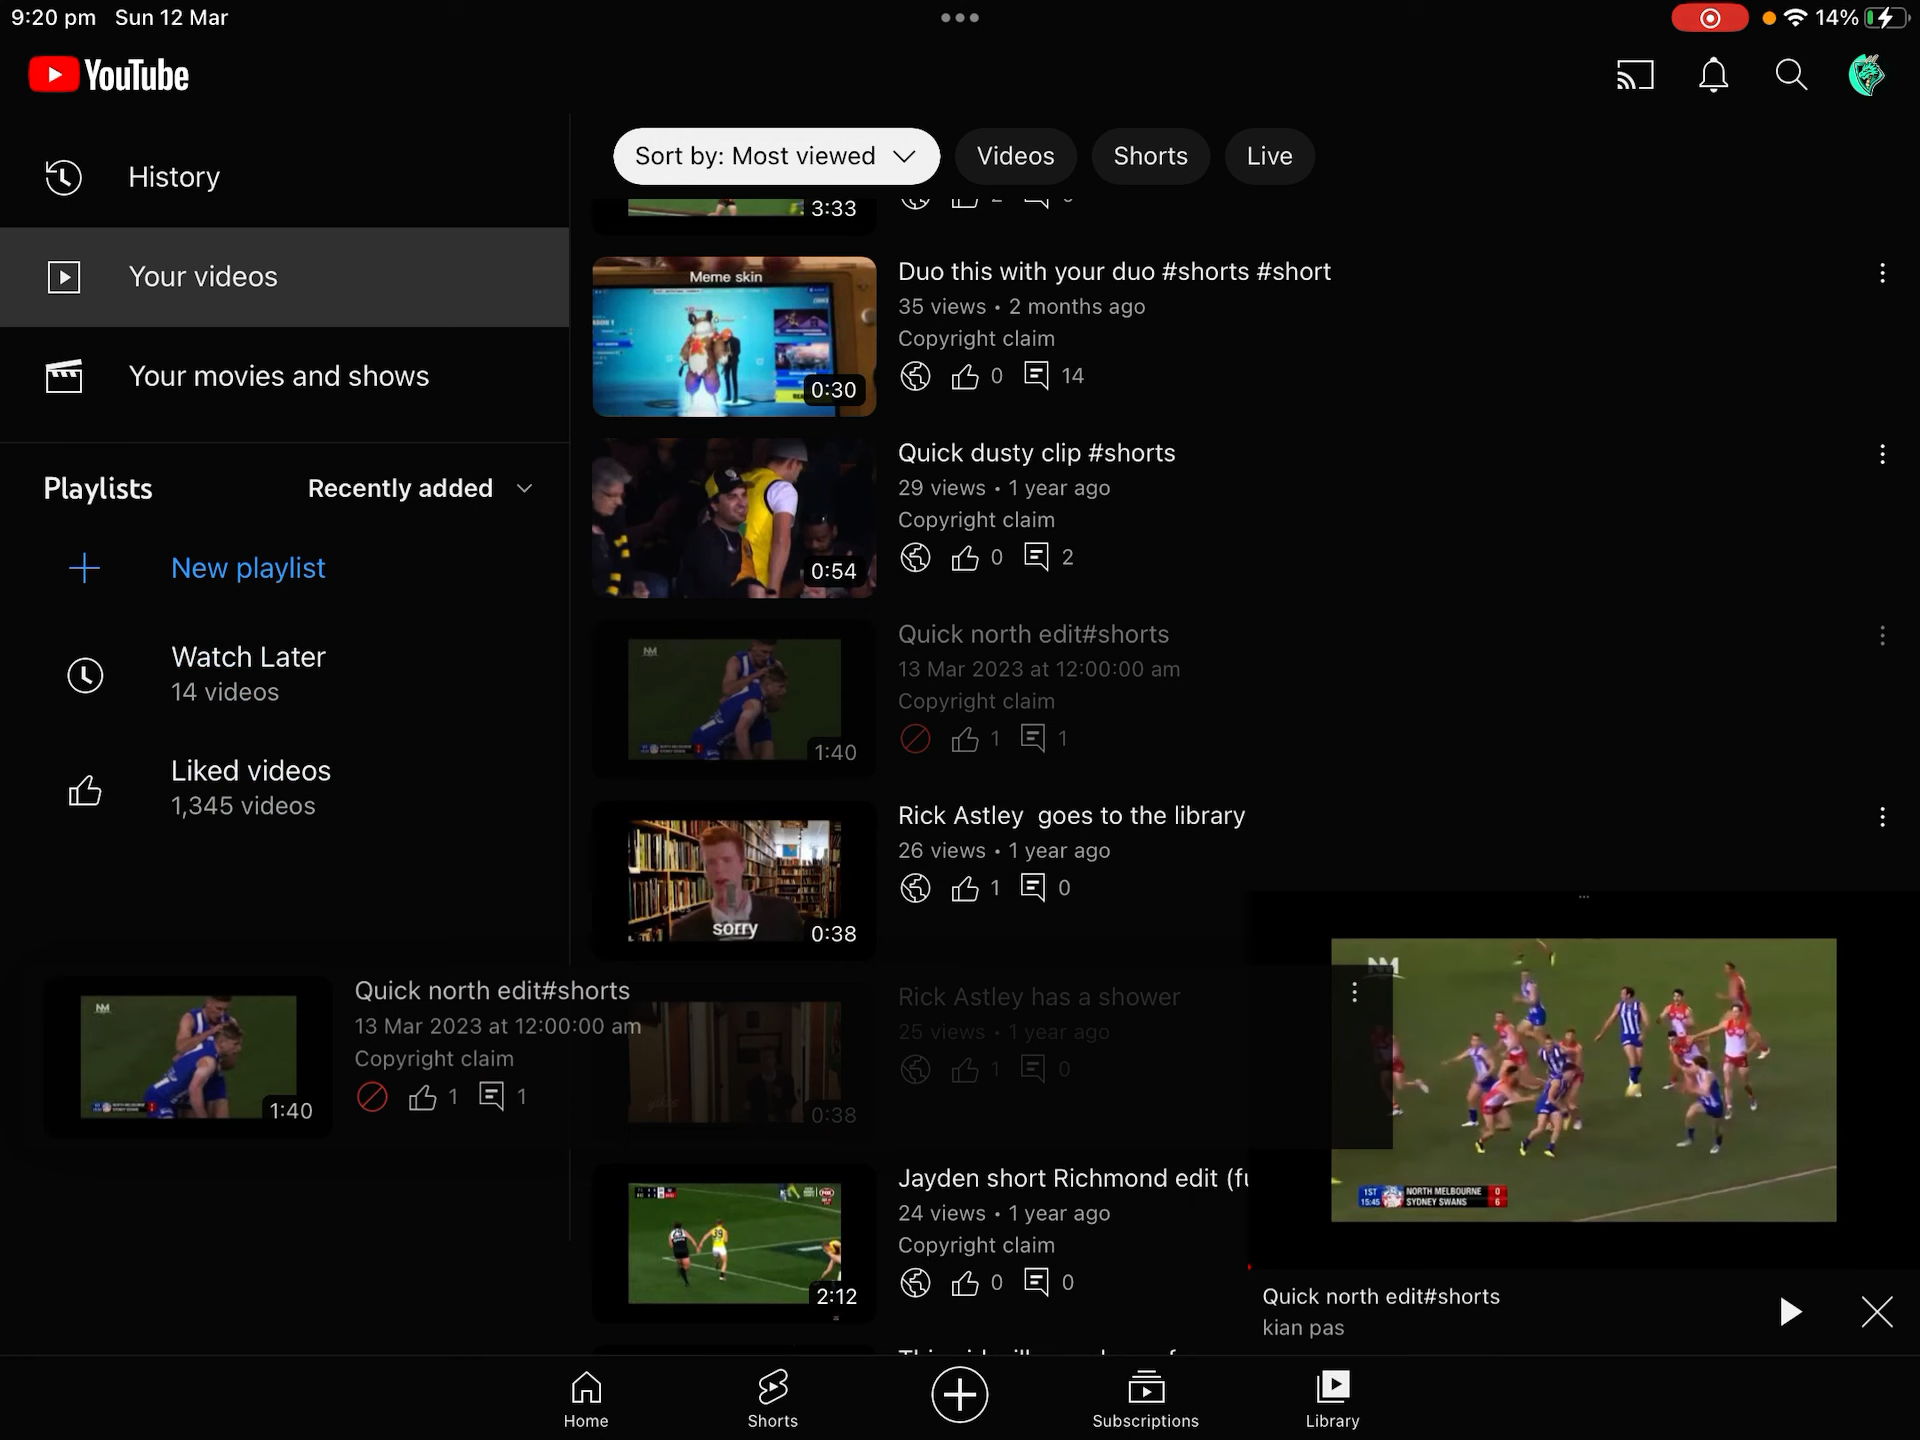 9:20 pm Sun 12 Mar
14%
YouTube
History
Your videos
Your movies and shows
Playlists
Recently added
New playlist
Watch Later
14 videos
Liked videos
1,345 videos
Sort by: Most viewed
Videos
Shorts
Live
3:33
Meme skin
0:30
Duo this with your duo #shorts #short
35 views • 2 months ago
Copyright claim
0
14
0:54
Quick dusty clip #shorts
29 views • 1 year ago
Copyright claim
0
2
NM
1:40
Quick north edit#shorts
13 Mar 2023 at 12:00:00 am
Copyright claim
1
1
sorry
0:38
Rick Astley goes to the library
26 views • 1 year ago
1
0
NM
1:40
Quick north edit#shorts
13 Mar 2023 at 12:00:00 am
Copyright claim
1
1
0:38
Rick Astley has a shower
25 views • 1 year ago
1
0
2:12
Jayden short Richmond edit
24 views • 1 year ago
Copyright claim
0
0
NM
1ST
15:45
NORTH MELBOURNE 0
SYDNEY SWANS 6
Quick north edit#shorts
kian pas
Home
Shorts
Subscriptions
Library